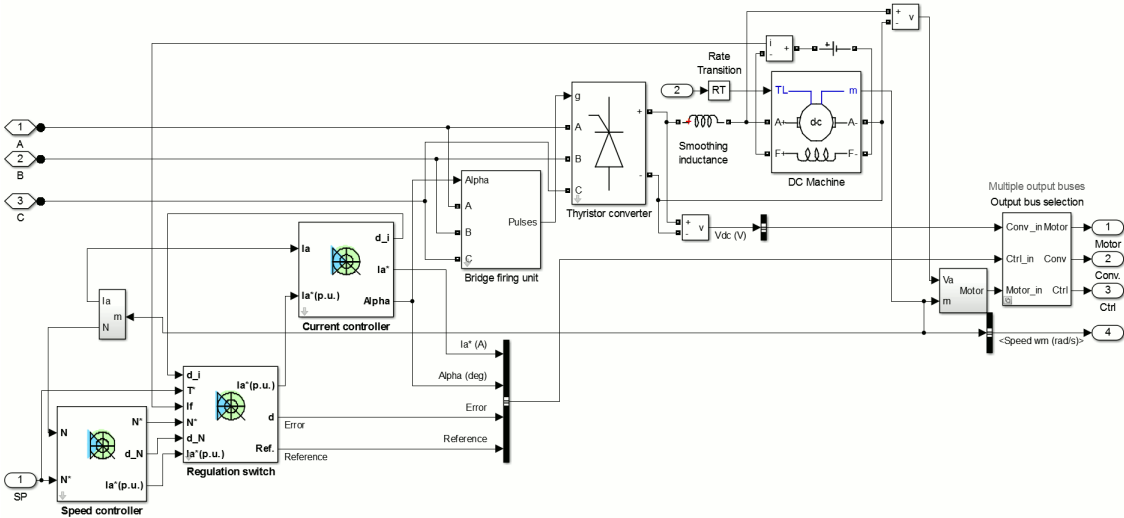 +
-
v
i
+
-
+
Rate
Transition
2
RT
TL
m
dc
A+
A-
F+
F-
DC Machine
Smoothing
inductance
g
A
B
C
+
-
Thyristor converter
1
A
2
B
3
C
Alpha
A
B
C
Pulses
Bridge firing unit
+
-
v
Vdc (V)
Multiple output buses
Output bus selection
Conv_in Motor
Ctrl_in Conv
Motor_in Ctrl
1
Motor
2
Conv.
3
Ctrl
4
Va
m
Motor
<Speed wm (rad/s)>
Ia
Ia*(p.u.)
d_i
Ia*
Alpha
Current controller
Ia
m
N
Ia* (A)
Alpha (deg)
Error
Reference
d_i
T*
If
N*
d_N
Ia*(p.u.)
Ia*(p.u.)
d
Ref.
Error
Reference
Regulation switch
N
N*
N*
d_N
Ia*(p.u.)
Speed controller
1
SP